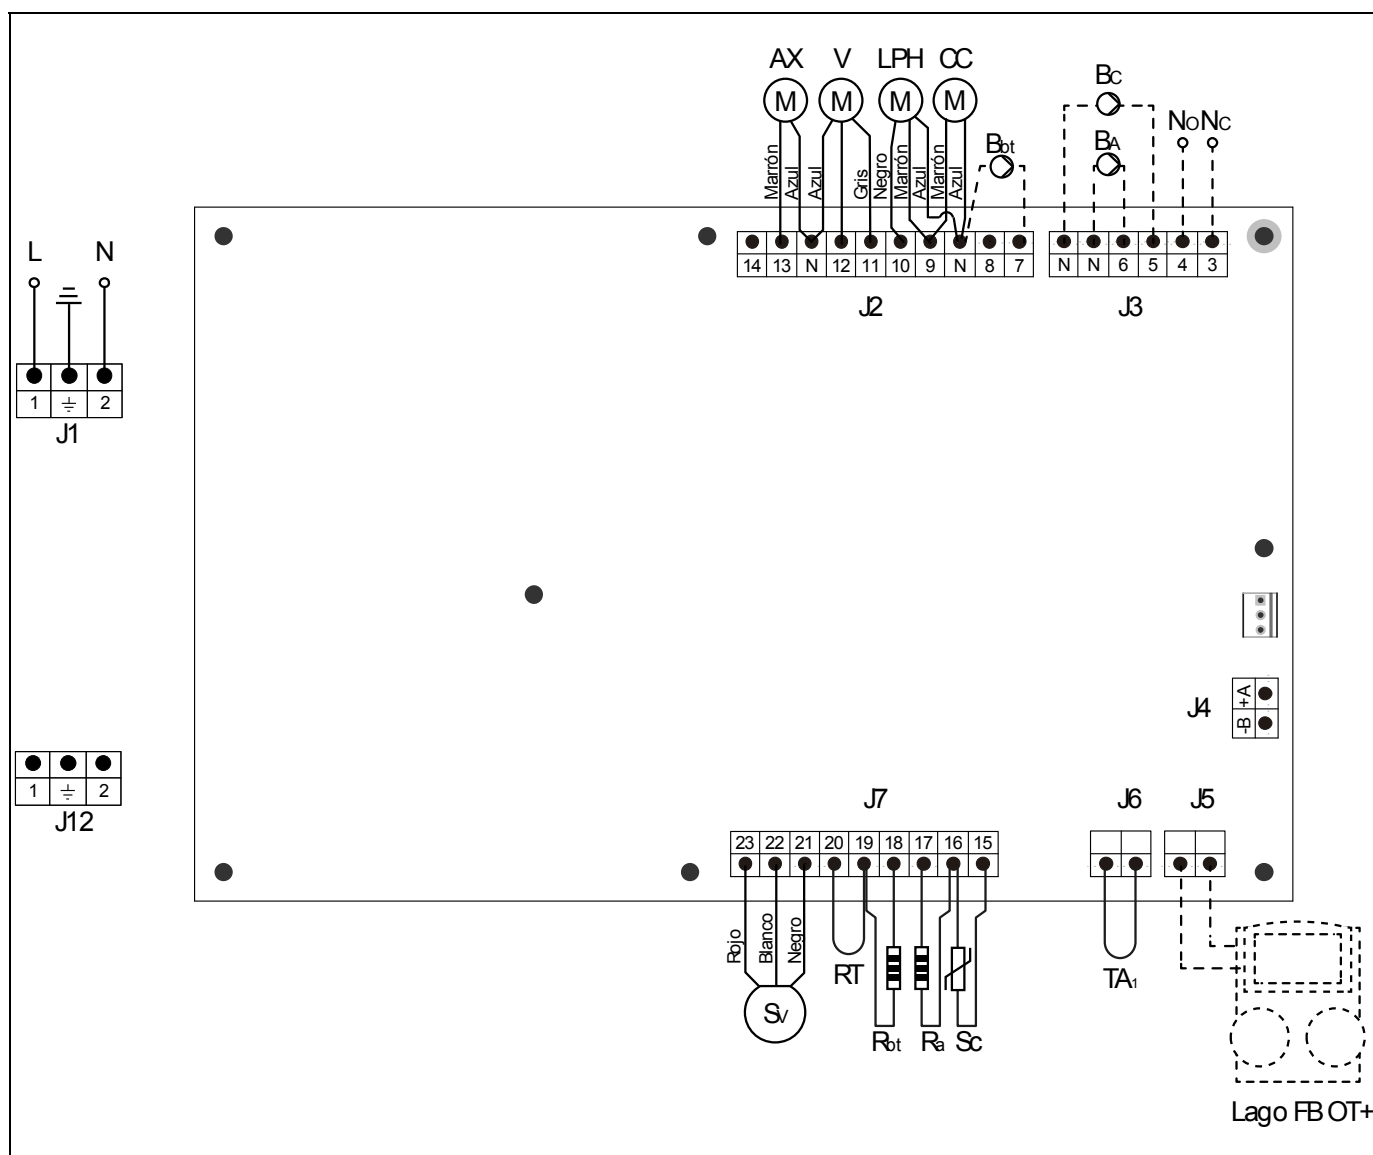 AX V LPH CC
M M M M
BC
BA
NO NC
Bbt
Marrón
Azul
Azul
Gris
Negro
Marrón
Azul
Marrón
Azul
14 13 N 12 11 10 9 N 8 7
J2
N N 6 5 4 3
J3
L N
1 2
J1
J4
+A
-B
1 2
J12
J7
23 22 21 20 19 18 17 16 15
J6 J5
Rojo
Blanco
Negro
SV
RT
Rbt Ra Sc
TA1
Lago FB OT+